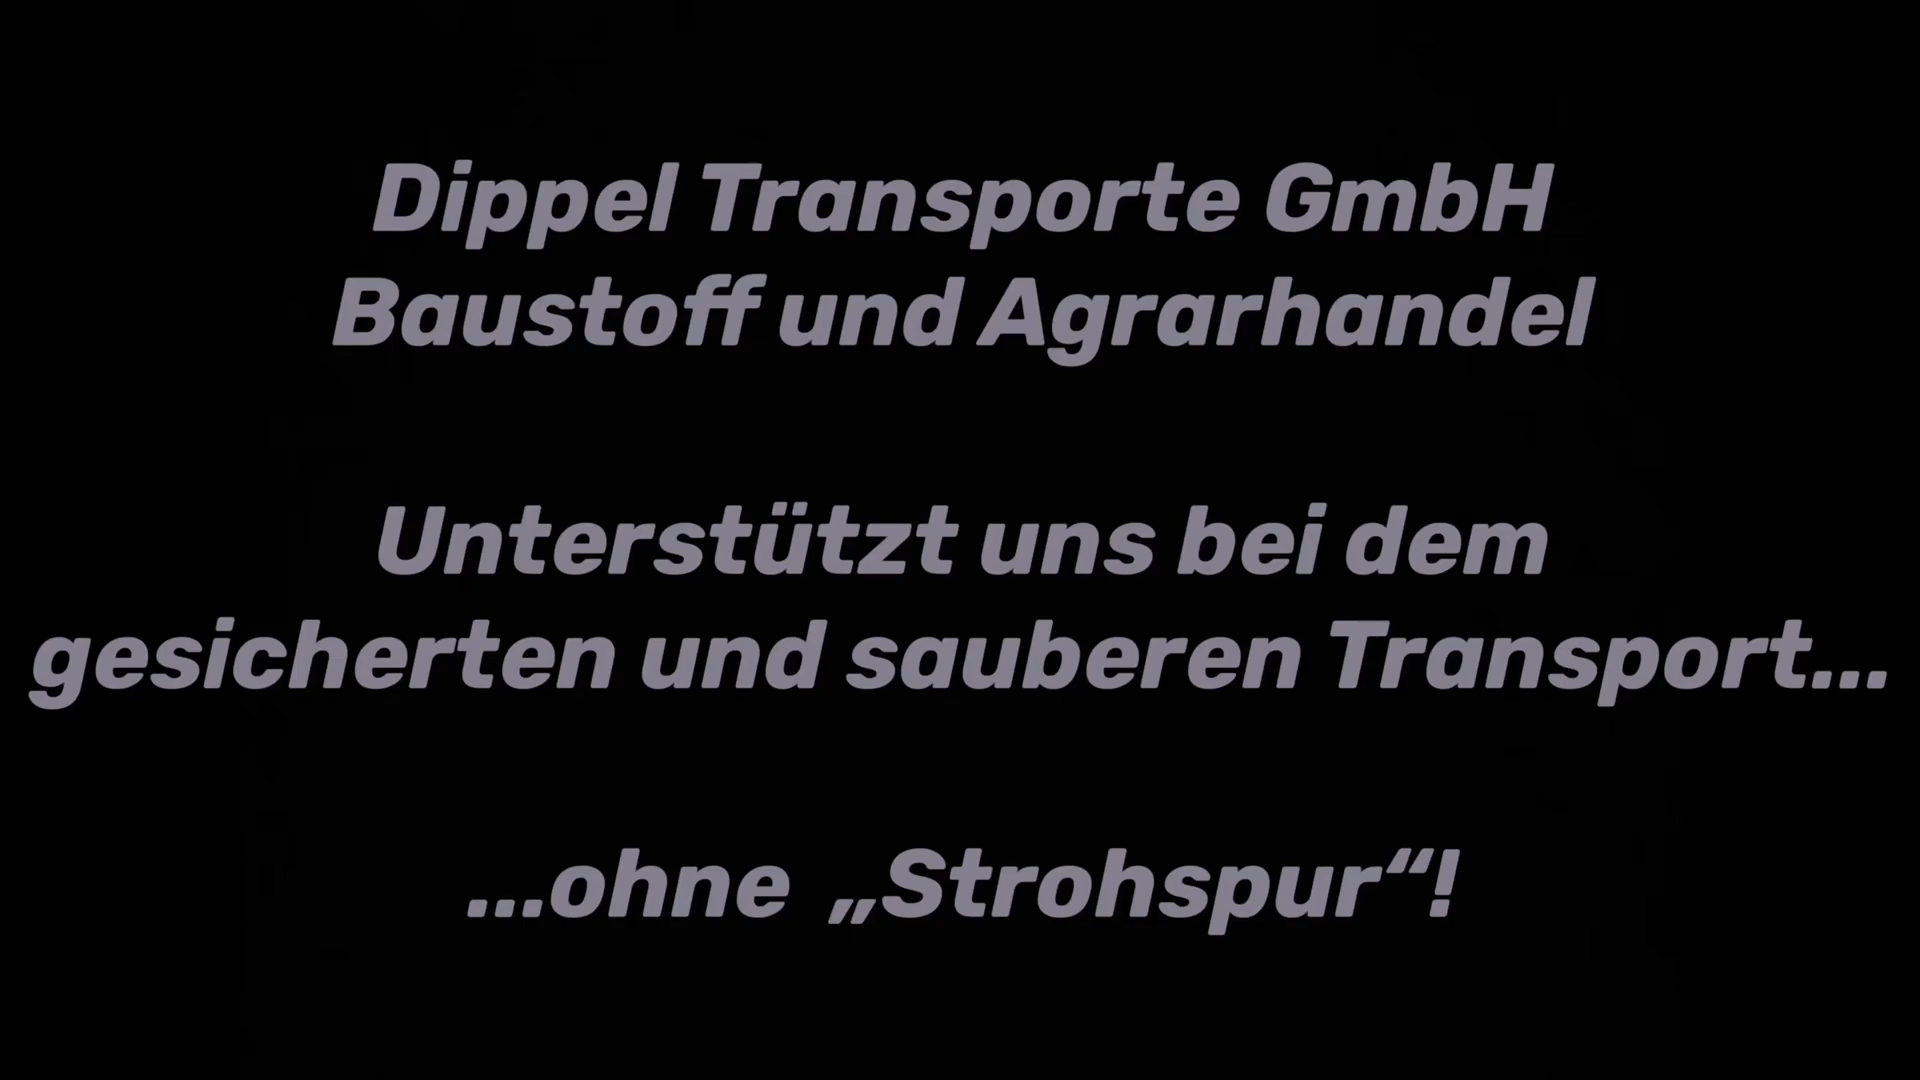 Dippel Transporte GmbH
Baustoff und Agrarhandel
Unterstützt uns bei dem
gesicherten und sauberen Transport...
...ohne „Strohspur“!